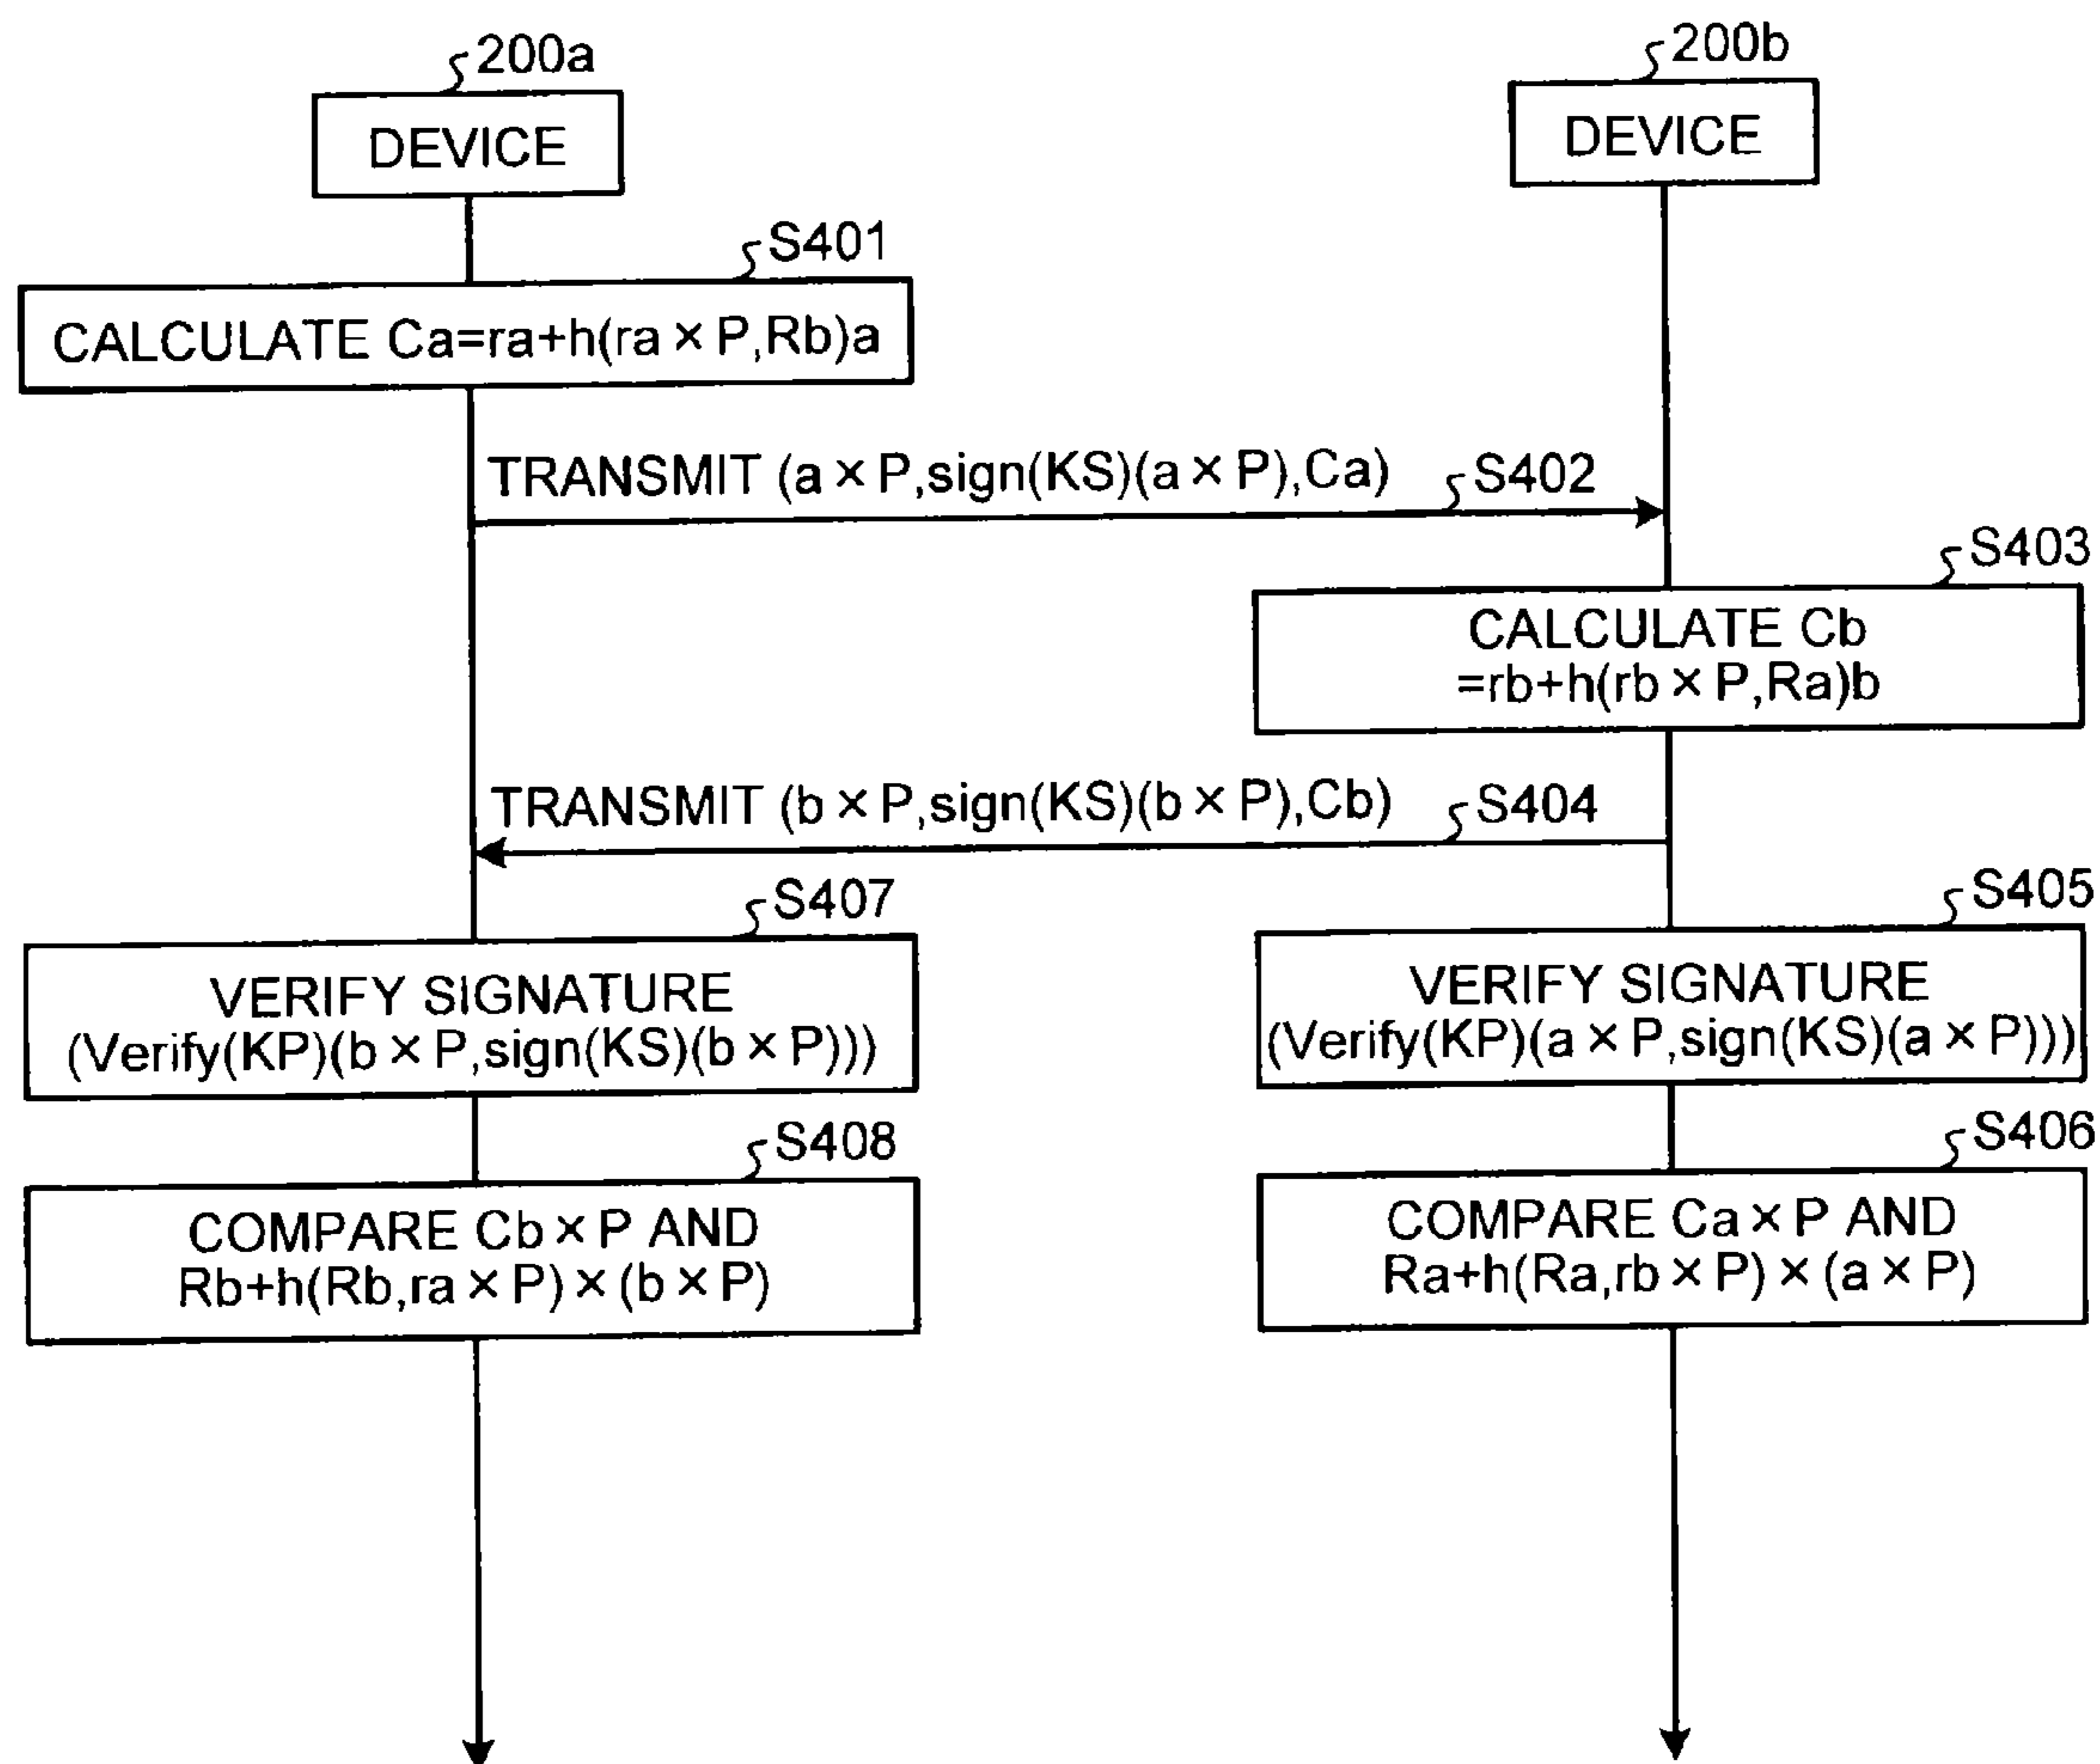 200a
200b
DEVICE
DEVICE
S401
CALCULATE Ca=ra+h(ra×P,Rb)a
TRANSMIT (a×P,sign(KS)(a×P),Ca)
S402
S403
CALCULATE Cb
=rb+h(rb×P,Ra)b
TRANSMIT (b×P,sign(KS)(b×P),Cb)
S404
S407
VERIFY SIGNATURE
(Verify(KP)(b×P,sign(KS)(b×P)))
S405
VERIFY SIGNATURE
(Verify(KP)(a×P,sign(KS)(a×P)))
S408
COMPARE Cb×P AND
Rb+h(Rb,ra×P)×(b×P)
S406
COMPARE Ca×P AND
Ra+h(Ra,rb×P)×(a×P)